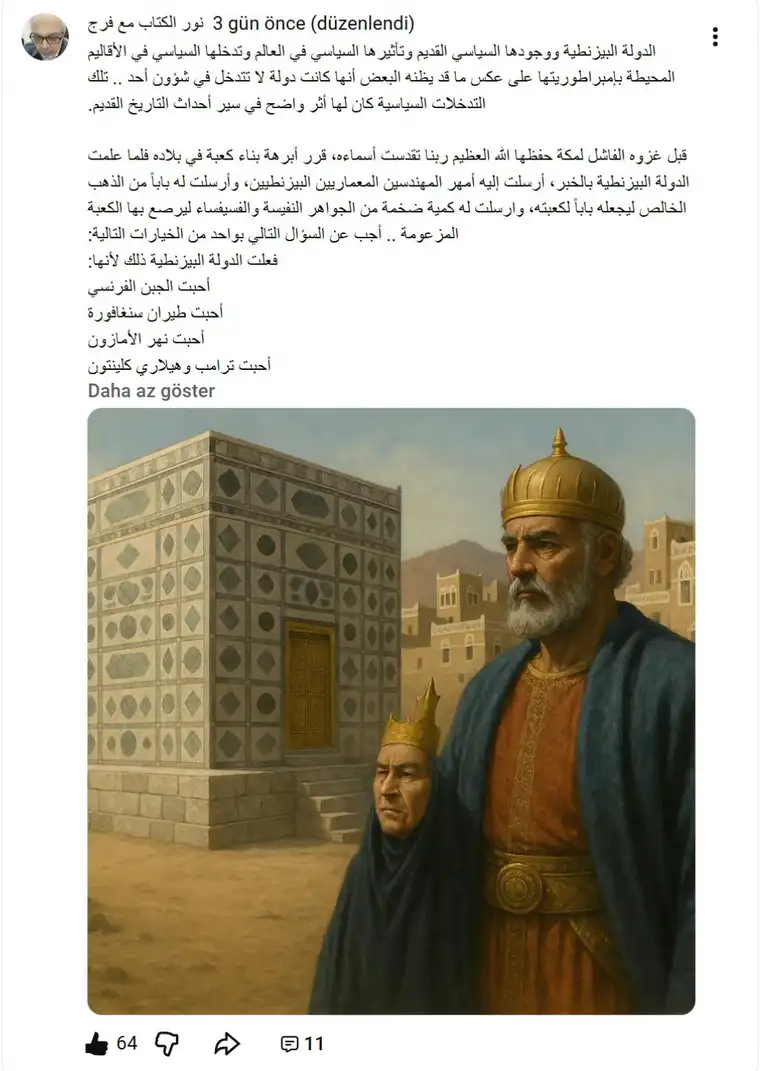 نور الكتاب مع فرج 3 gün önce (düzenlendi)
الدولة البيزنطية ووجودها السياسي القديم وتأثيرها السياسي في العالم وتدخلها السياسي في الأقاليم
المحيطة بإمبراطوريتها على عكس ما قد يظنه البعض أنها كانت دولة لا تتدخل في شؤون أحد .. تلك
التدخلات السياسية كان لها أثر واضح في سير أحداث التاريخ القديم.
قبل غزوه الفاشل لمكة حفظها الله العظيم ربنا تقدست أسماءه، قرر أبرهة بناء كعبة في بلاده فلما علمت
الدولة البيزنطية بالخبر، أرسلت إليه أمهر المهندسين المعماريين البيزنطيين، وأرسلت له باباً من الذهب
الخالص ليجعله باباً لكعبته، وارسلت له كمية ضخمة من الجواهر النفيسة والفسيفساء ليرصع بها الكعبة
المزعومة .. أجب عن السؤال التالي بواحد من الخيارات التالية:
فعلت الدولة البيزنطية ذلك لأنها:
أحبت الجبن الفرنسي
أحبت طيران سنغافورة
أحبت نهر الأمازون
أحبت ترامب وهيلاري كلينتون
Daha az göster
64
11